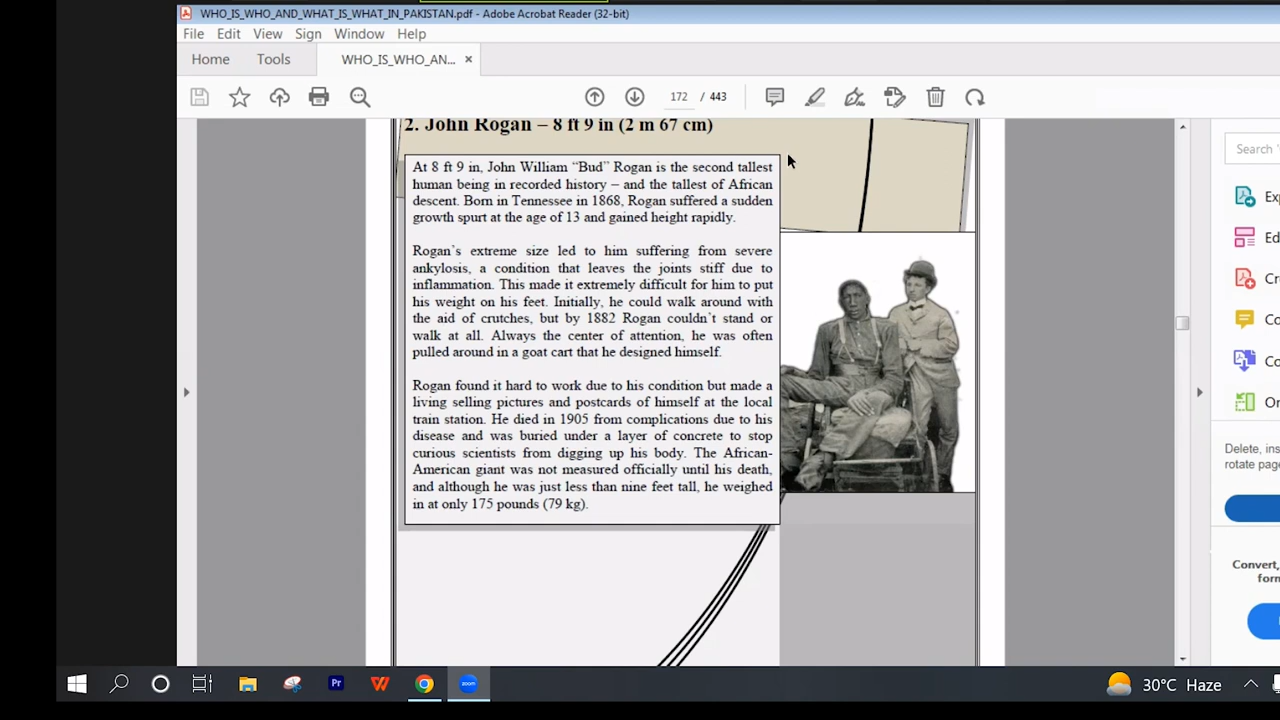 WHO_IS_WHO_AND_WHAT_IS_WHAT_IN_PAKISTAN.pdf - Adobe Acrobat Reader (32-bit)
File Edit View Sign Window Help
Home Tools WHO_IS_WHO_AN... ×
172 / 443
2. John Rogan – 8 ft 9 in (2 m 67 cm)
At 8 ft 9 in, John William “Bud” Rogan is the second tallest
human being in recorded history – and the tallest of African
descent. Born in Tennessee in 1868, Rogan suffered a sudden
growth spurt at the age of 13 and gained height rapidly.
Rogan’s extreme size led to him suffering from severe
ankylosis, a condition that leaves the joints stiff due to
inflammation. This made it extremely difficult for him to put
his weight on his feet. Initially, he could walk around with
the aid of crutches, but by 1882 Rogan couldn’t stand or
walk at all. Always the center of attention, he was often
pulled around in a goat cart that he designed himself.
Rogan found it hard to work due to his condition but made a
living selling pictures and postcards of himself at the local
train station. He died in 1905 from complications due to his
disease and was buried under a layer of concrete to stop
curious scientists from digging up his body. The African-
American giant was not measured officially until his death,
and although he was just less than nine feet tall, he weighed
in at only 175 pounds (79 kg).
Search '
Exp
Ed
Cr
Co
Co
Or
Delete, ins
rotate page
Convert,
form
Pr
W
zoom
30°C Haze